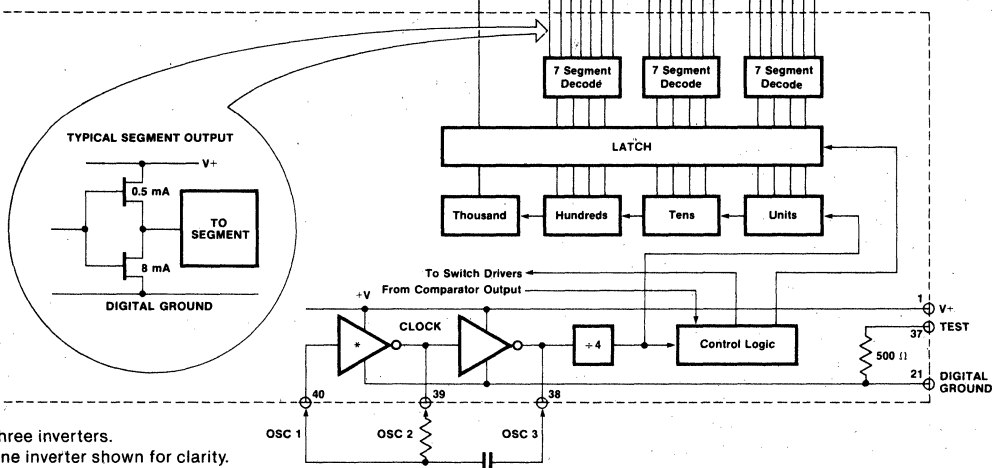 7 Segment
Decode
7 Segment
Decode
7 Segment
Decode
TYPICAL SEGMENT OUTPUT
V+
0.5 mA
TO
SEGMENT
8 mA
DIGITAL GROUND
LATCH
Thousand
Hundreds
Tens
Units
To Switch Drivers
From Comparator Output
+V
CLOCK
*
÷4
Control Logic
1
V+
TEST
37
500 Ω
21
DIGITAL
GROUND
40
39
38
OSC 1
OSC 2
OSC 3
hree inverters.
ne inverter shown for clarity.